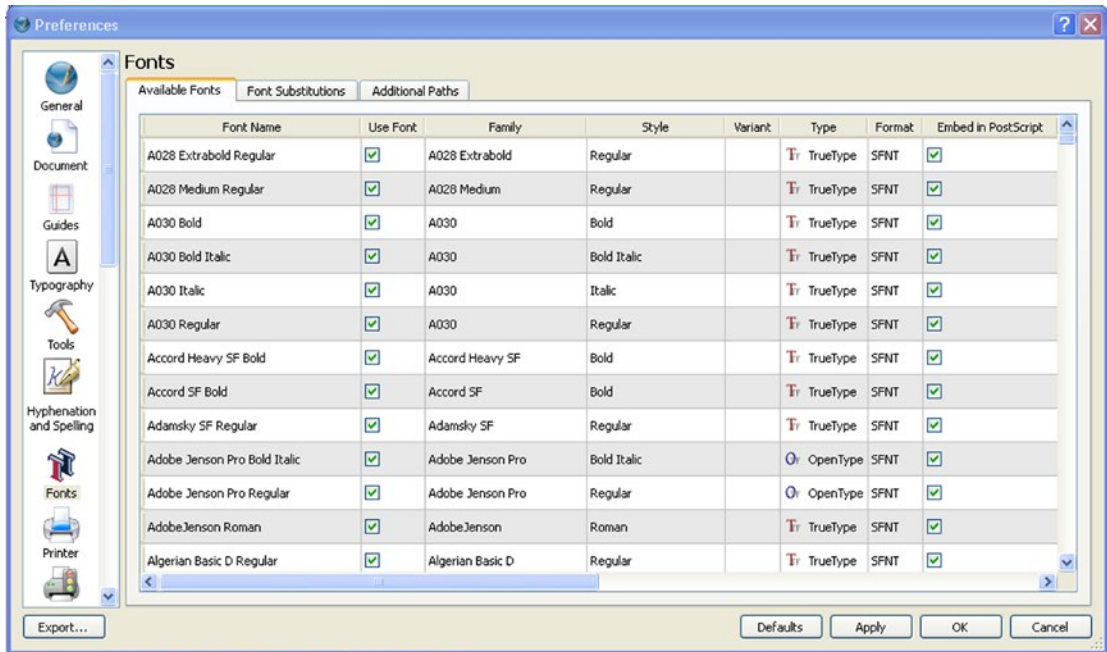 Preferences
General
Document
Guides
Typography
Tools
Hyphenation
and Spelling
Fonts
Printer
Fonts
Available Fonts Font Substitutions Additional Paths
Font Name Use Font Family Style Variant Type Format Embed in PostScript
A028 Extrabold Regular A028 Extrabold Regular TrueType SFNT
A028 Medium Regular A028 Medium Regular TrueType SFNT
A030 Bold A030 Bold TrueType SFNT
A030 Bold Italic A030 Bold Italic TrueType SFNT
A030 Italic A030 Italic TrueType SFNT
A030 Regular A030 Regular TrueType SFNT
Accord Heavy SF Bold Accord Heavy SF Bold TrueType SFNT
Accord SF Bold Accord SF Bold TrueType SFNT
Adamsky SF Regular Adamsky SF Regular TrueType SFNT
Adobe Jenson Pro Bold Italic Adobe Jenson Pro Bold Italic OpenType SFNT
Adobe Jenson Pro Regular Adobe Jenson Pro Regular OpenType SFNT
AdobeJenson Roman AdobeJenson Roman TrueType SFNT
Algerian Basic D Regular Algerian Basic D Regular TrueType SFNT
Export... Defaults Apply OK Cancel